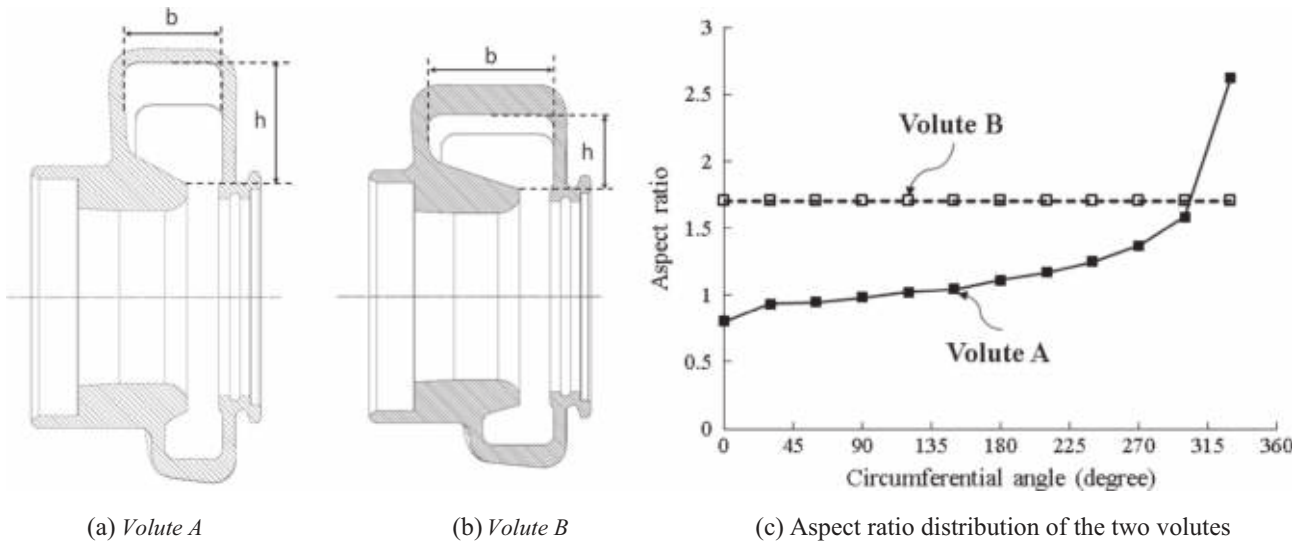 b
h
b
h
3
2.5
2
1.5
1
0.5
0
Aspect ratio
Volute B
Volute A
0 45 90 135 180 225 270 315 360
Circumferential angle (degree)
(a) Volute A
(b) Volute B
(c) Aspect ratio distribution of the two volutes